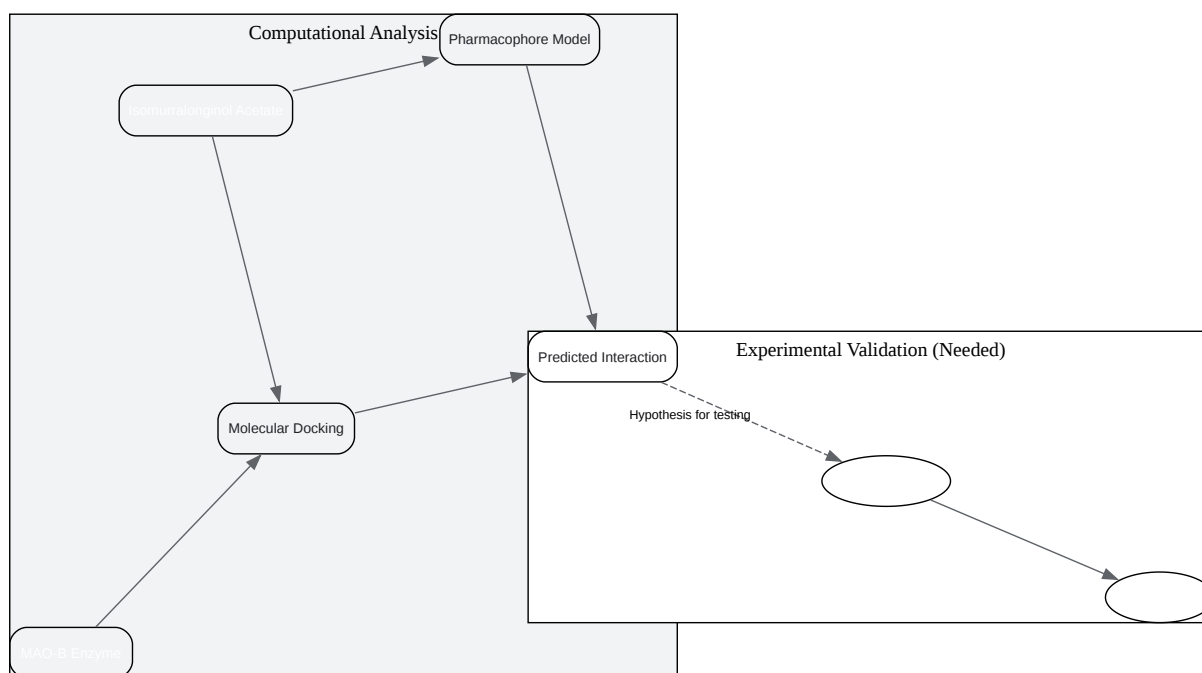 Computational Analysis
Pharmacophore Model
Isomurralonginol Acetate
Predicted Interaction
Experimental Validation (Needed)
Hypothesis for testing
Molecular Docking
MAO-B Enzyme